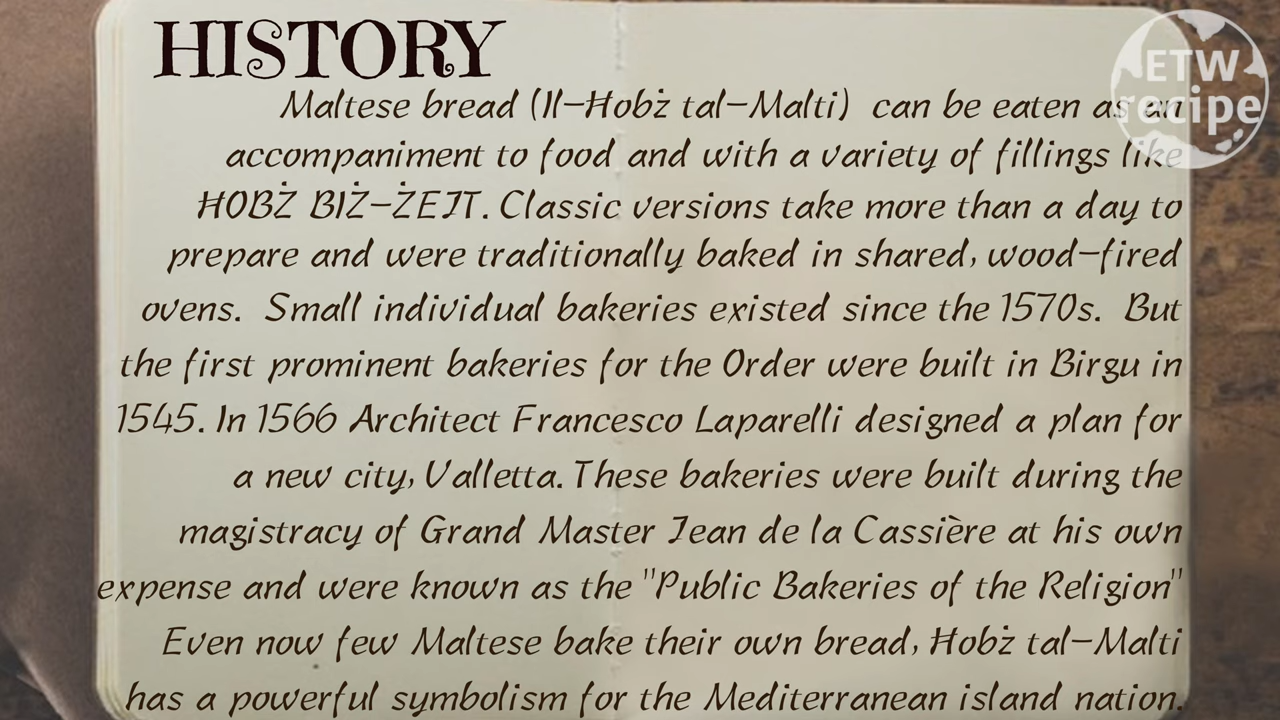 HISTORY
ETW
recipe
Maltese bread (Il-Ħobż tal-Malti) can be eaten as an
accompaniment to food and with a variety of fillings like
ĦOBŻ BIŻ-ŻEJT. Classic versions take more than a day to
prepare and were traditionally baked in shared, wood-fired
ovens. Small individual bakeries existed since the 1570s. But
the first prominent bakeries for the Order were built in Birgu in
1545. In 1566 Architect Francesco Laparelli designed a plan for
a new city, Valletta. These bakeries were built during the
magistracy of Grand Master Jean de la Cassière at his own
expense and were known as the "Public Bakeries of the Religion"
Even now few Maltese bake their own bread, Ħobż tal-Malti
has a powerful symbolism for the Mediterranean island nation.